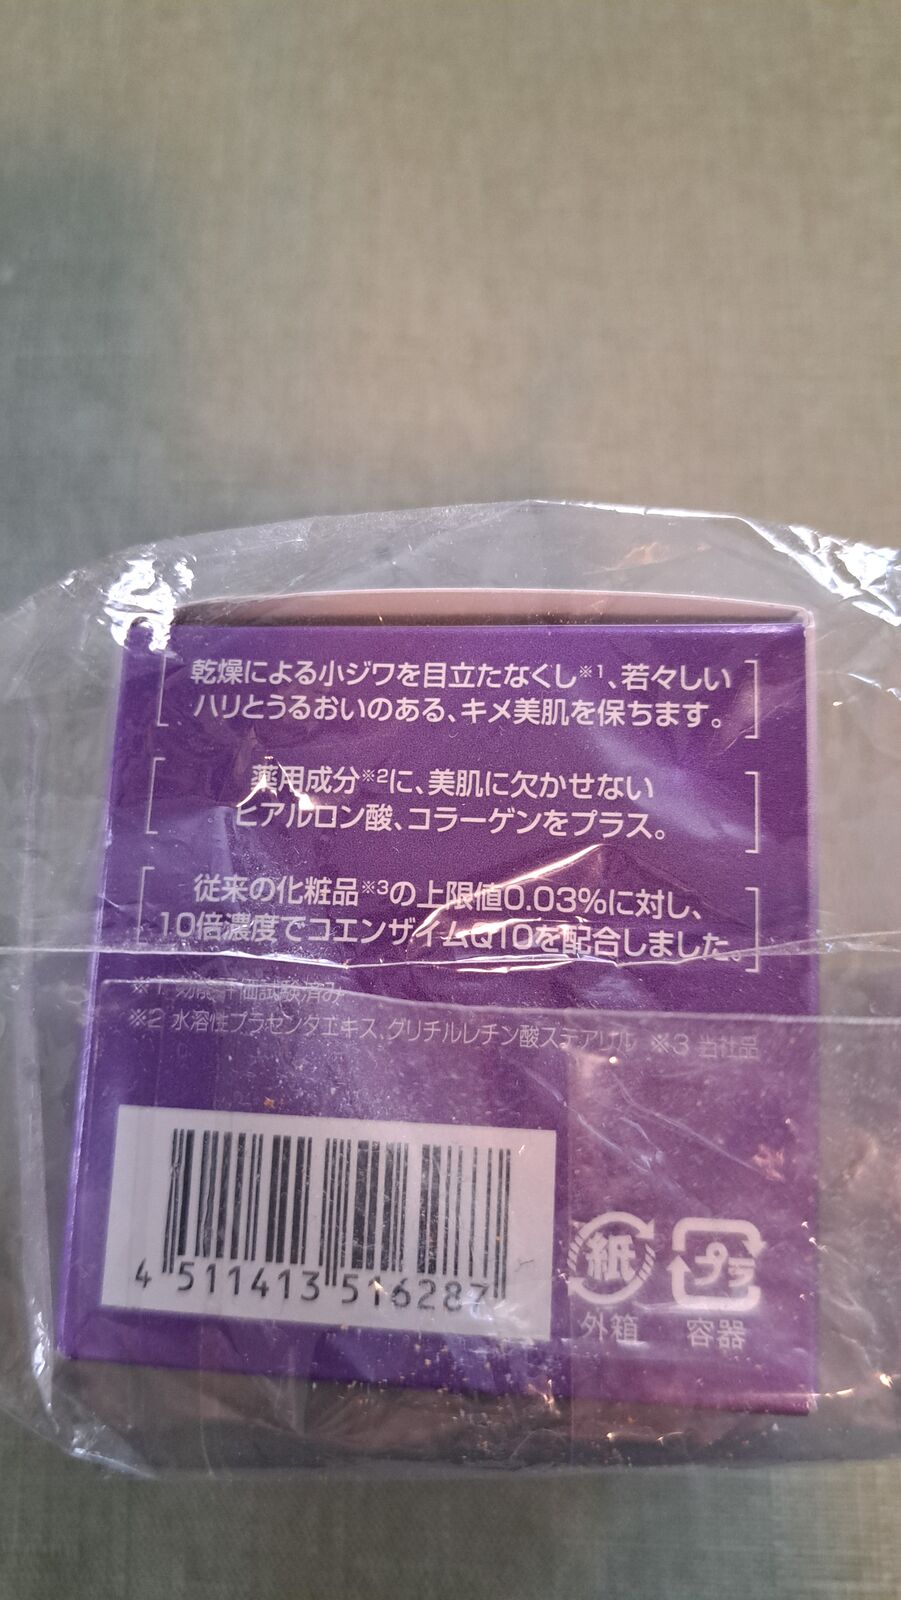 乾燥による小ジワを目立たなくし※1、若々しい
ハリとうるおいのある、キメ美肌を保ちます。
薬用成分※2に、美肌に欠かせない
ヒアルロン酸、コラーゲンをプラス。
従来の化粧品※3の上限値0.03%に対し、
10倍濃度でコエンザイムQ10を配合しました。
※1 効能評価試験済み
※2 水溶性プラセンタエキス、グリチルレチン酸ステアリル ※3 当社品
4 511413 516287
紙 プラ
外箱 容器